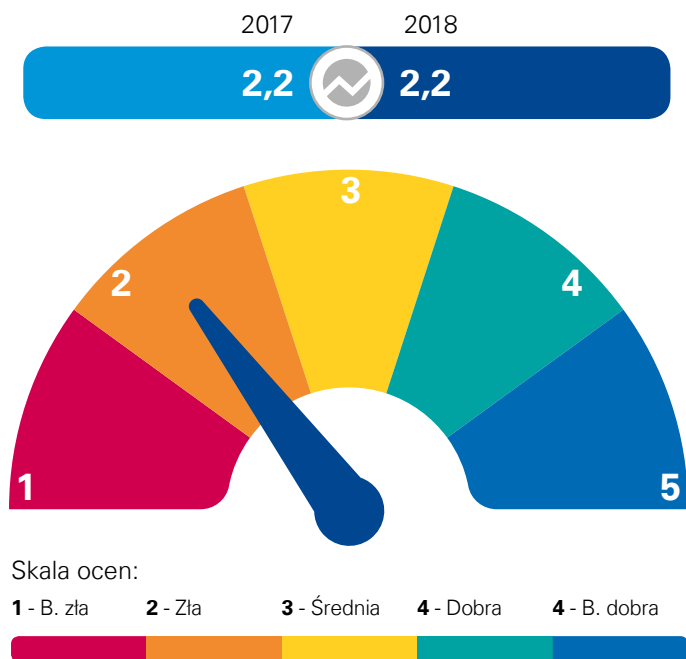 2017 2018
2,2 2,2
3
2 4
1 5
Skala ocen:
1 - B. zła 2 - Zła 3 - Średnia 4 - Dobra 4 - B. dobra